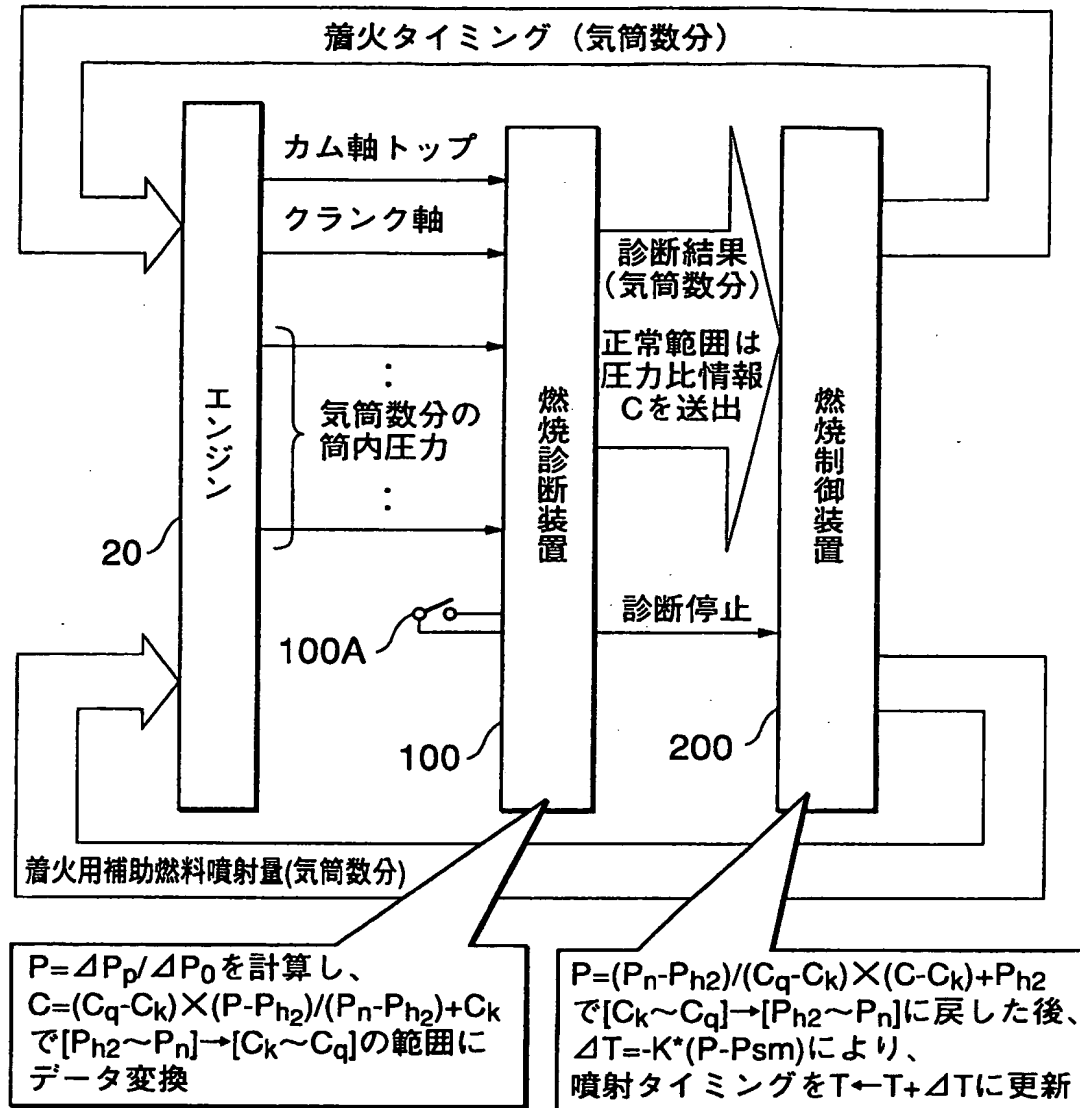 着火タイミング（気筒数分）
カム軸トップ
クランク軸
気筒数分の
筒内圧力
エンジン
20
100A
燃焼診断装置
100
診断結果
(気筒数分)
正常範囲は
圧力比情報
Cを送出
診断停止
燃焼制御装置
200
着火用補助燃料噴射量(気筒数分)
P=⊿Pp/⊿P0を計算し、
C=(Cq-Ck)×(P-Ph2)/(Pn-Ph2)+Ck
で[Ph2~Pn]→[Ck~Cq]の範囲に
データ変換
P=(Pn-Ph2)/(Cq-Ck)×(C-Ck)+Ph2
で[Ck~Cq]→[Ph2~Pn]に戻した後、
⊿T=-K*(P-Psm)により、
噴射タイミングをT←T+⊿Tに更新